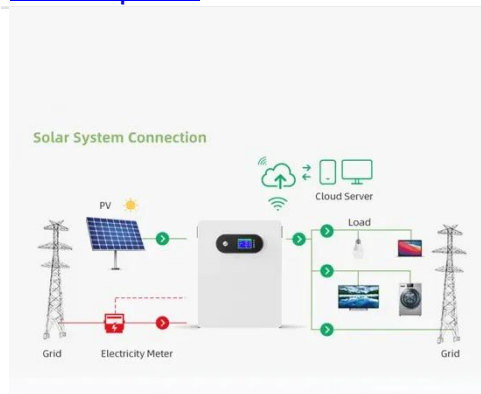 Solar System Connection
Cloud Server
PV
Load
Grid
Electricity Meter
Grid